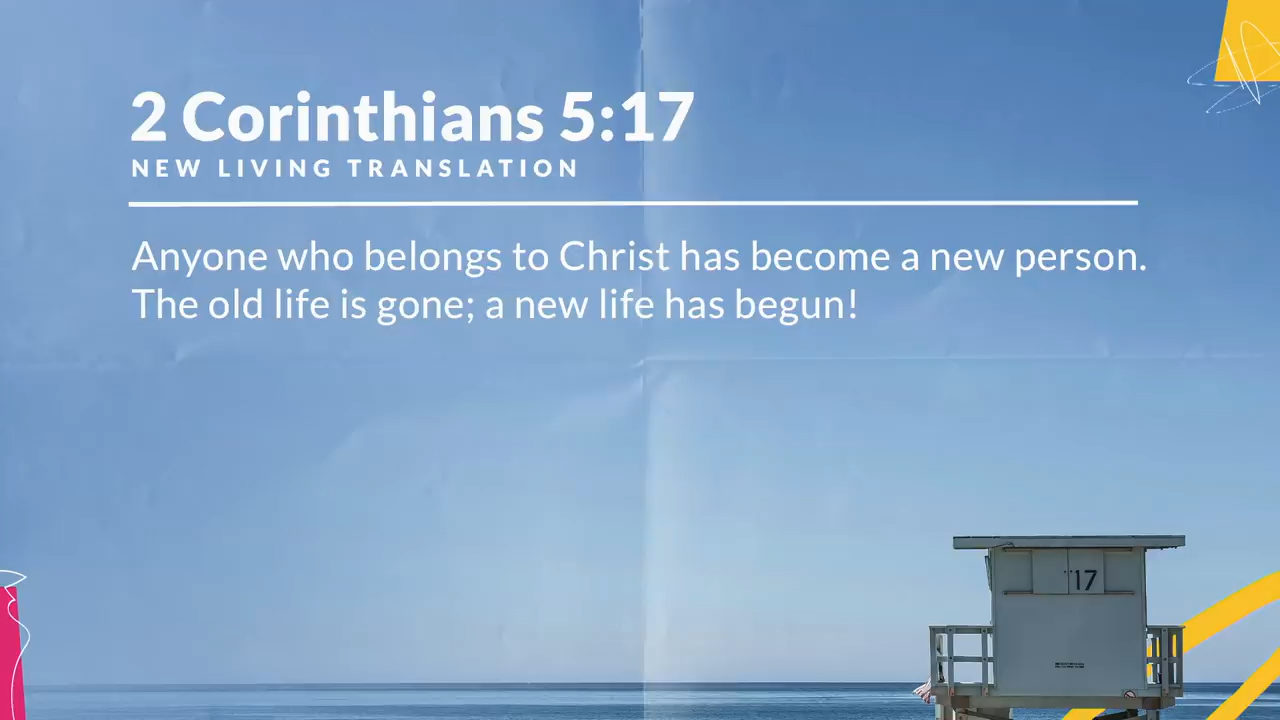 2 Corinthians 5:17
NEW LIVING TRANSLATION
Anyone who belongs to Christ has become a new person.
The old life is gone; a new life has begun!
17